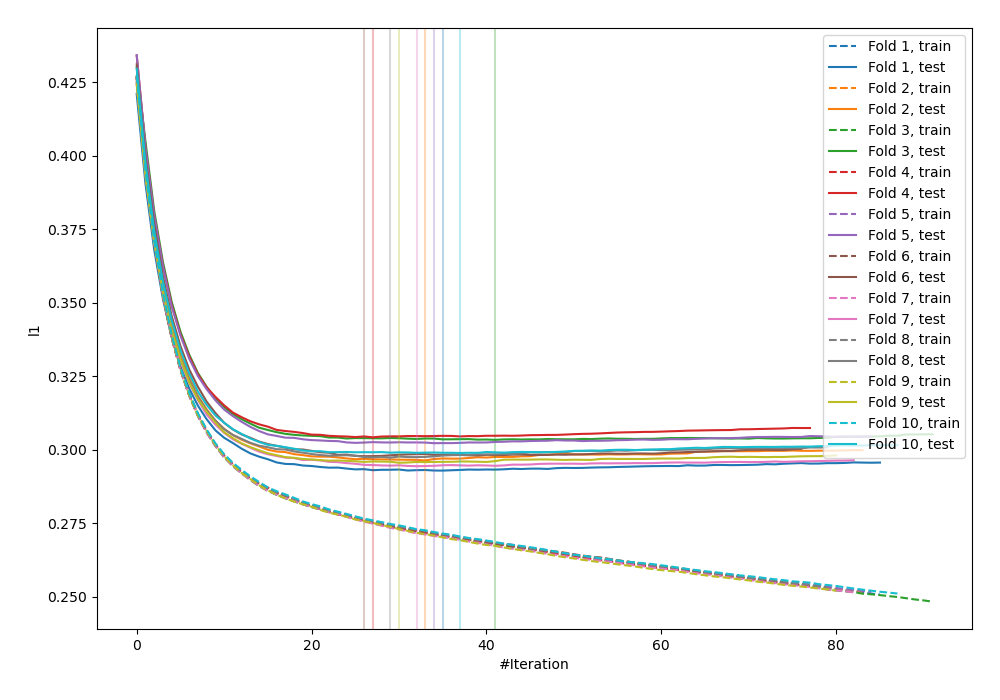 0.425
0.400
0.375
0.350
0.325
0.300
0.275
0.250
l1
0
20
40
60
80
#Iteration
Fold 1, train
Fold 1, test
Fold 2, train
Fold 2, test
Fold 3, train
Fold 3, test
Fold 4, train
Fold 4, test
Fold 5, train
Fold 5, test
Fold 6, train
Fold 6, test
Fold 7, train
Fold 7, test
Fold 8, train
Fold 8, test
Fold 9, train
Fold 9, test
Fold 10, train
Fold 10, test